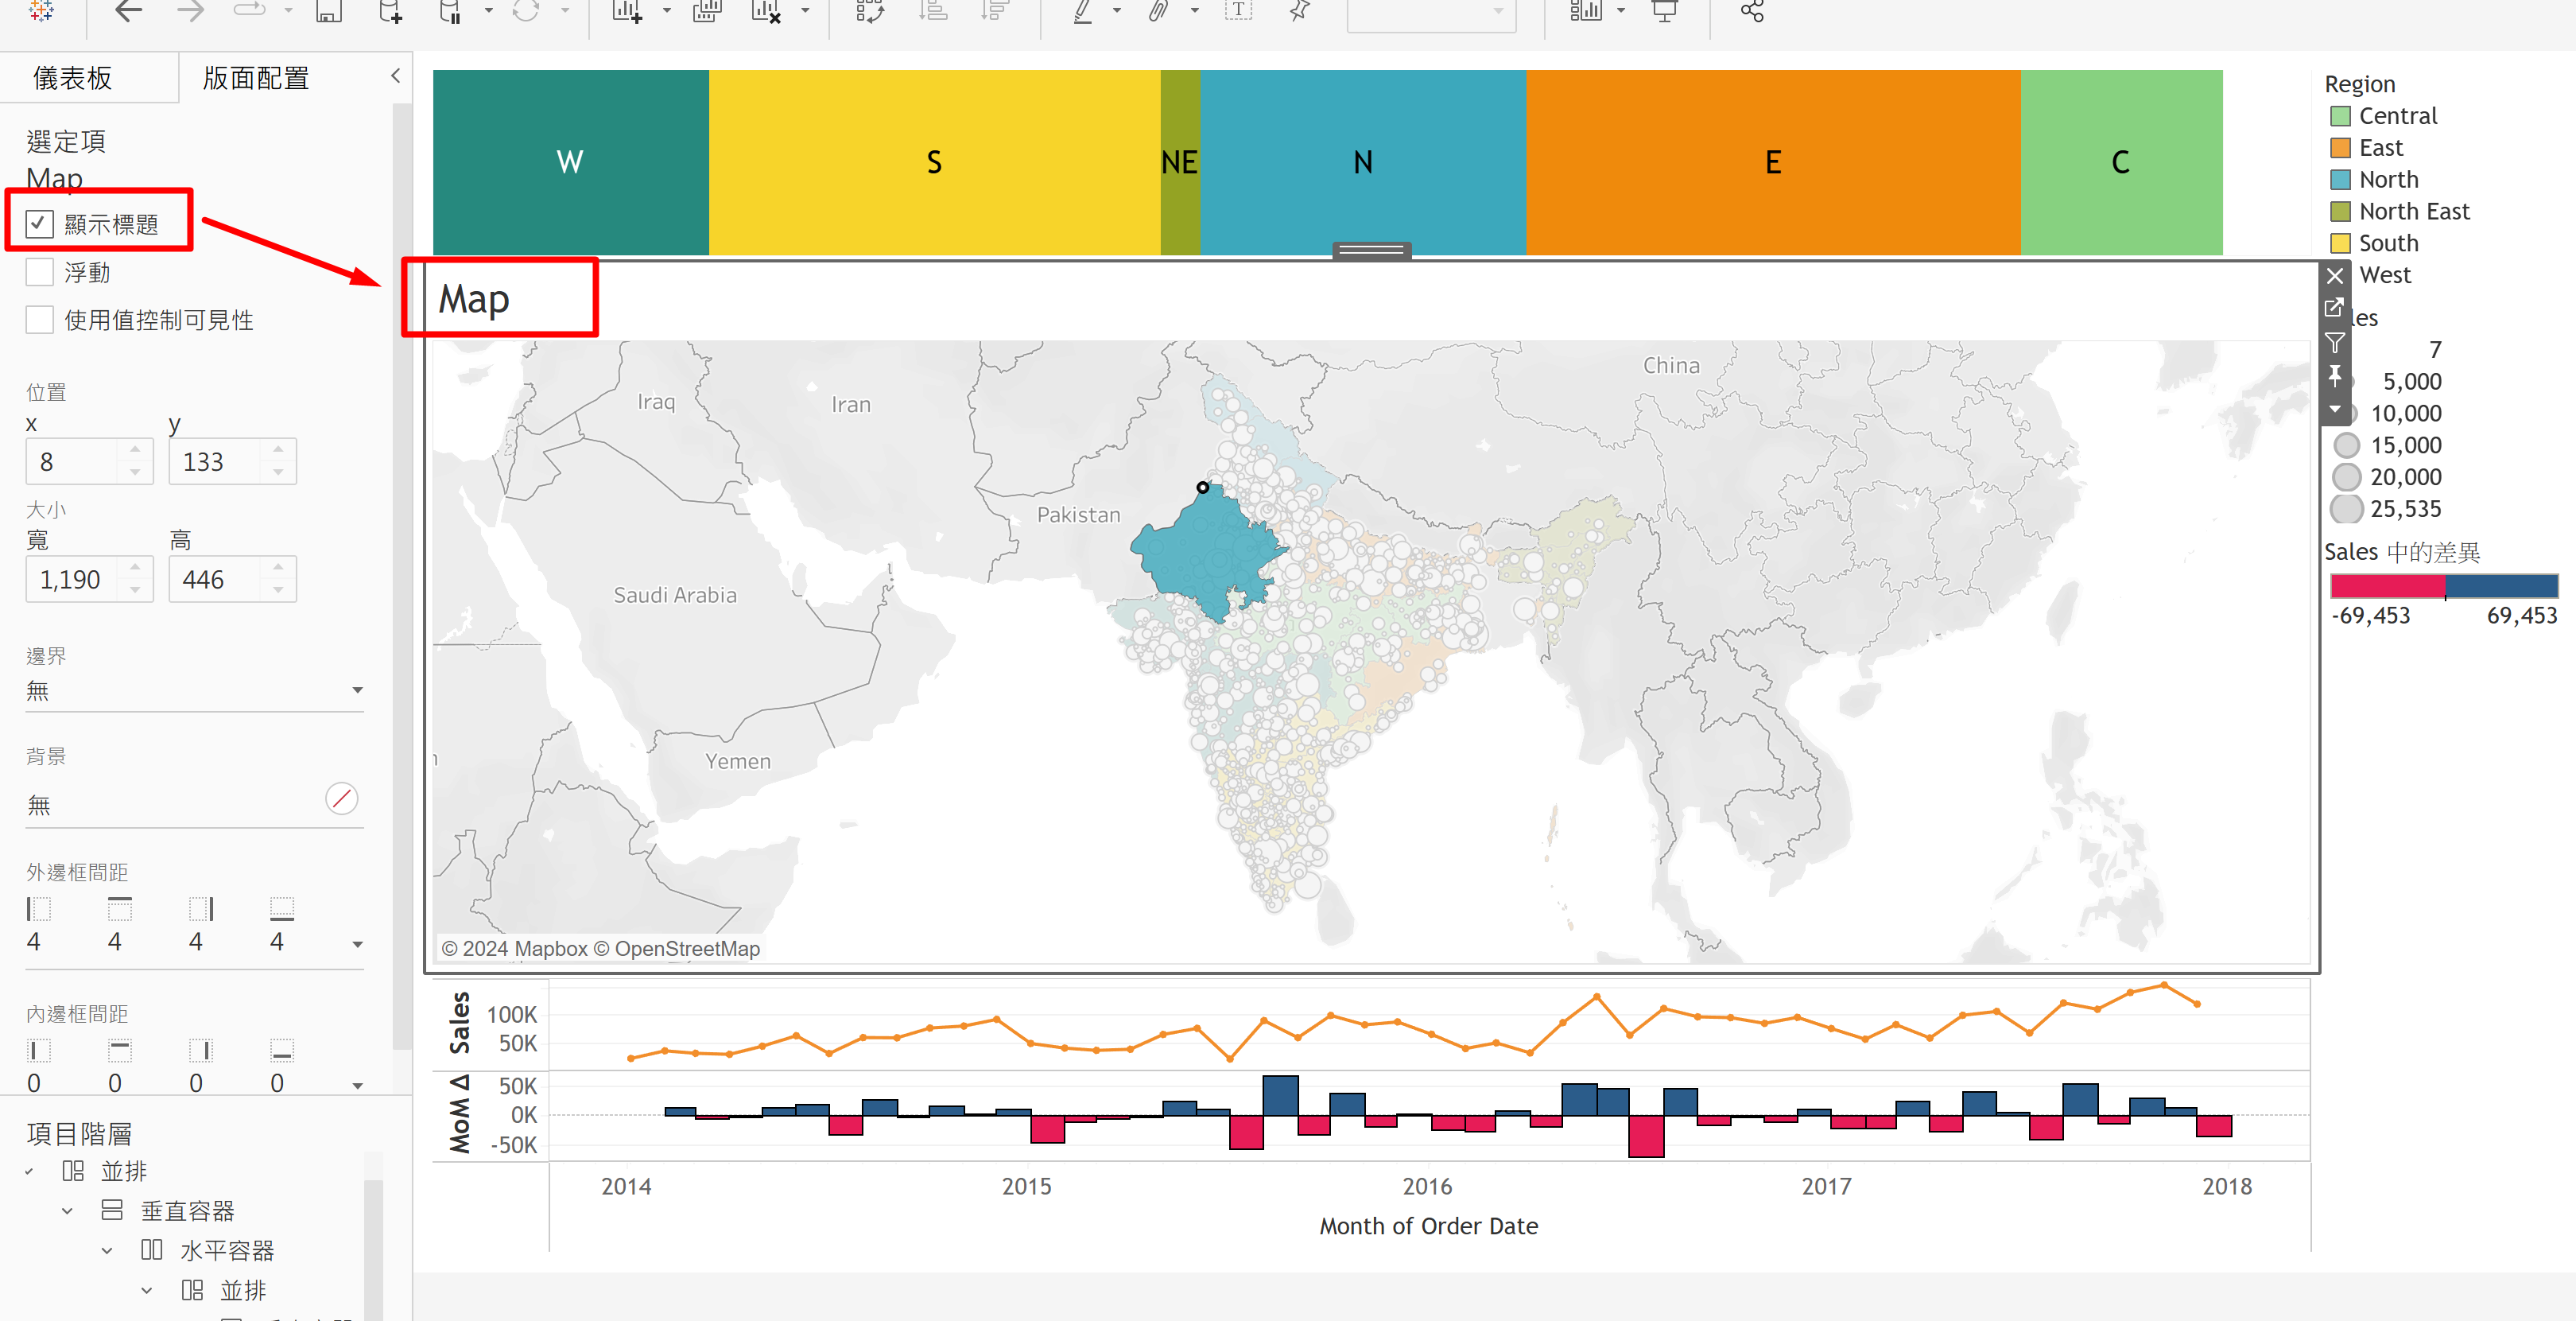 儀表板
版面配置
選定項
Map
顯示標題
浮動
使用值控制可見性
位置
x
y
8
133
大小
寬
高
1,190
446
邊界
無
背景
無
外邊框間距
4
4
4
4
內邊框間距
0
0
0
0
項目階層
並排
垂直容器
水平容器
並排
W
S
NE
N
E
C
Map
Iraq
Iran
China
Pakistan
Saudi Arabia
Yemen
© 2024 Mapbox © OpenStreetMap
Sales
100K
50K
MoM Δ
50K
0K
-50K
2014
2015
2016
2017
2018
Month of Order Date
Region
Central
East
North
North East
South
West
les
7
5,000
10,000
15,000
20,000
25,535
Sales 中的差異
-69,453
69,453